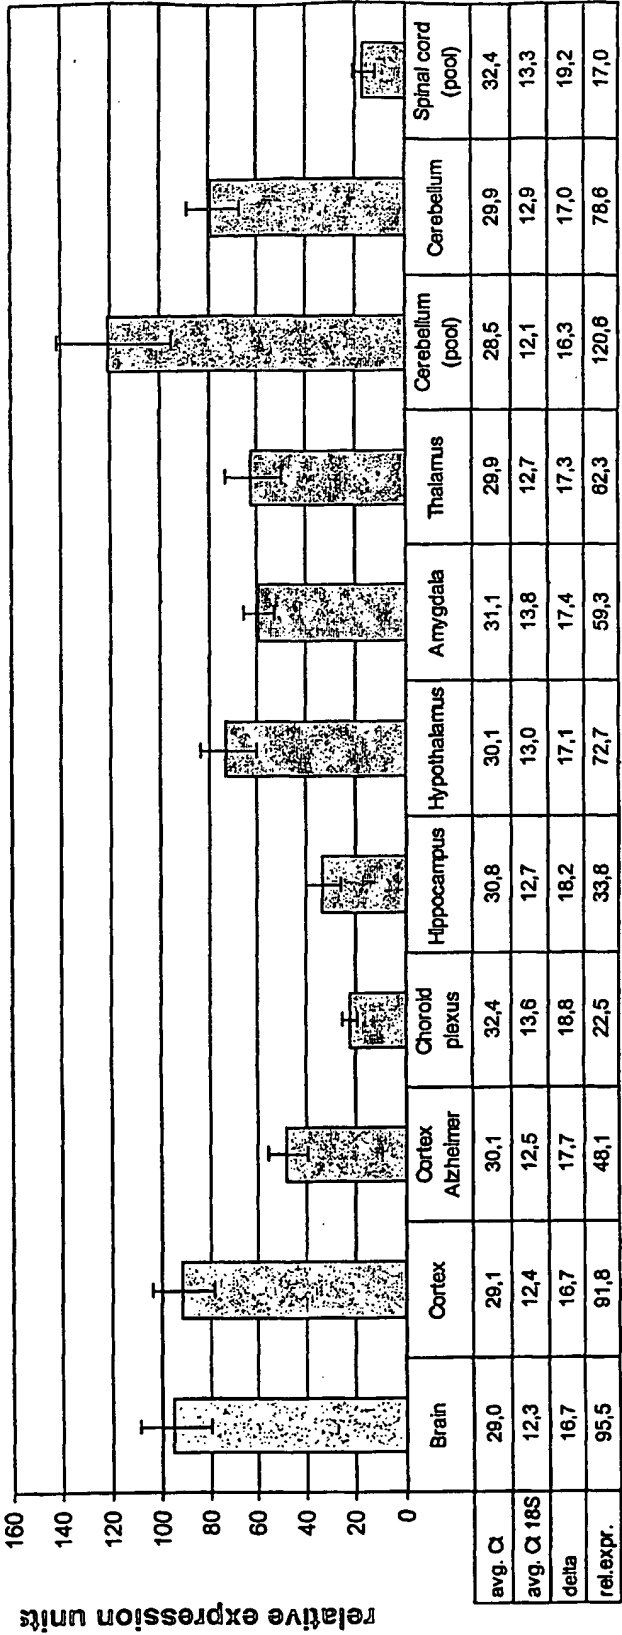 relative expression units
160
140
120
100
80
60
40
20
0
Brain Cortex Cortex Alzheimer Choroid plexus Hippocampus Hypothalamus Amygdala Thalamus Cerebellum (pool) Cerebellum Spinal cord (pool)
avg. Ct 29,0 29,1 30,1 32,4 30,8 30,1 31,1 29,9 28,5 29,9 32,4
avg. Ct 18S 12,3 12,4 12,5 13,6 12,7 13,0 13,8 12,7 12,1 12,9 13,3
delta 16,7 16,7 17,7 18,8 18,2 17,1 17,4 17,3 16,3 17,0 19,2
rel.expr. 95,5 91,8 48,1 22,5 33,8 72,7 59,3 62,3 120,6 78,6 17,0